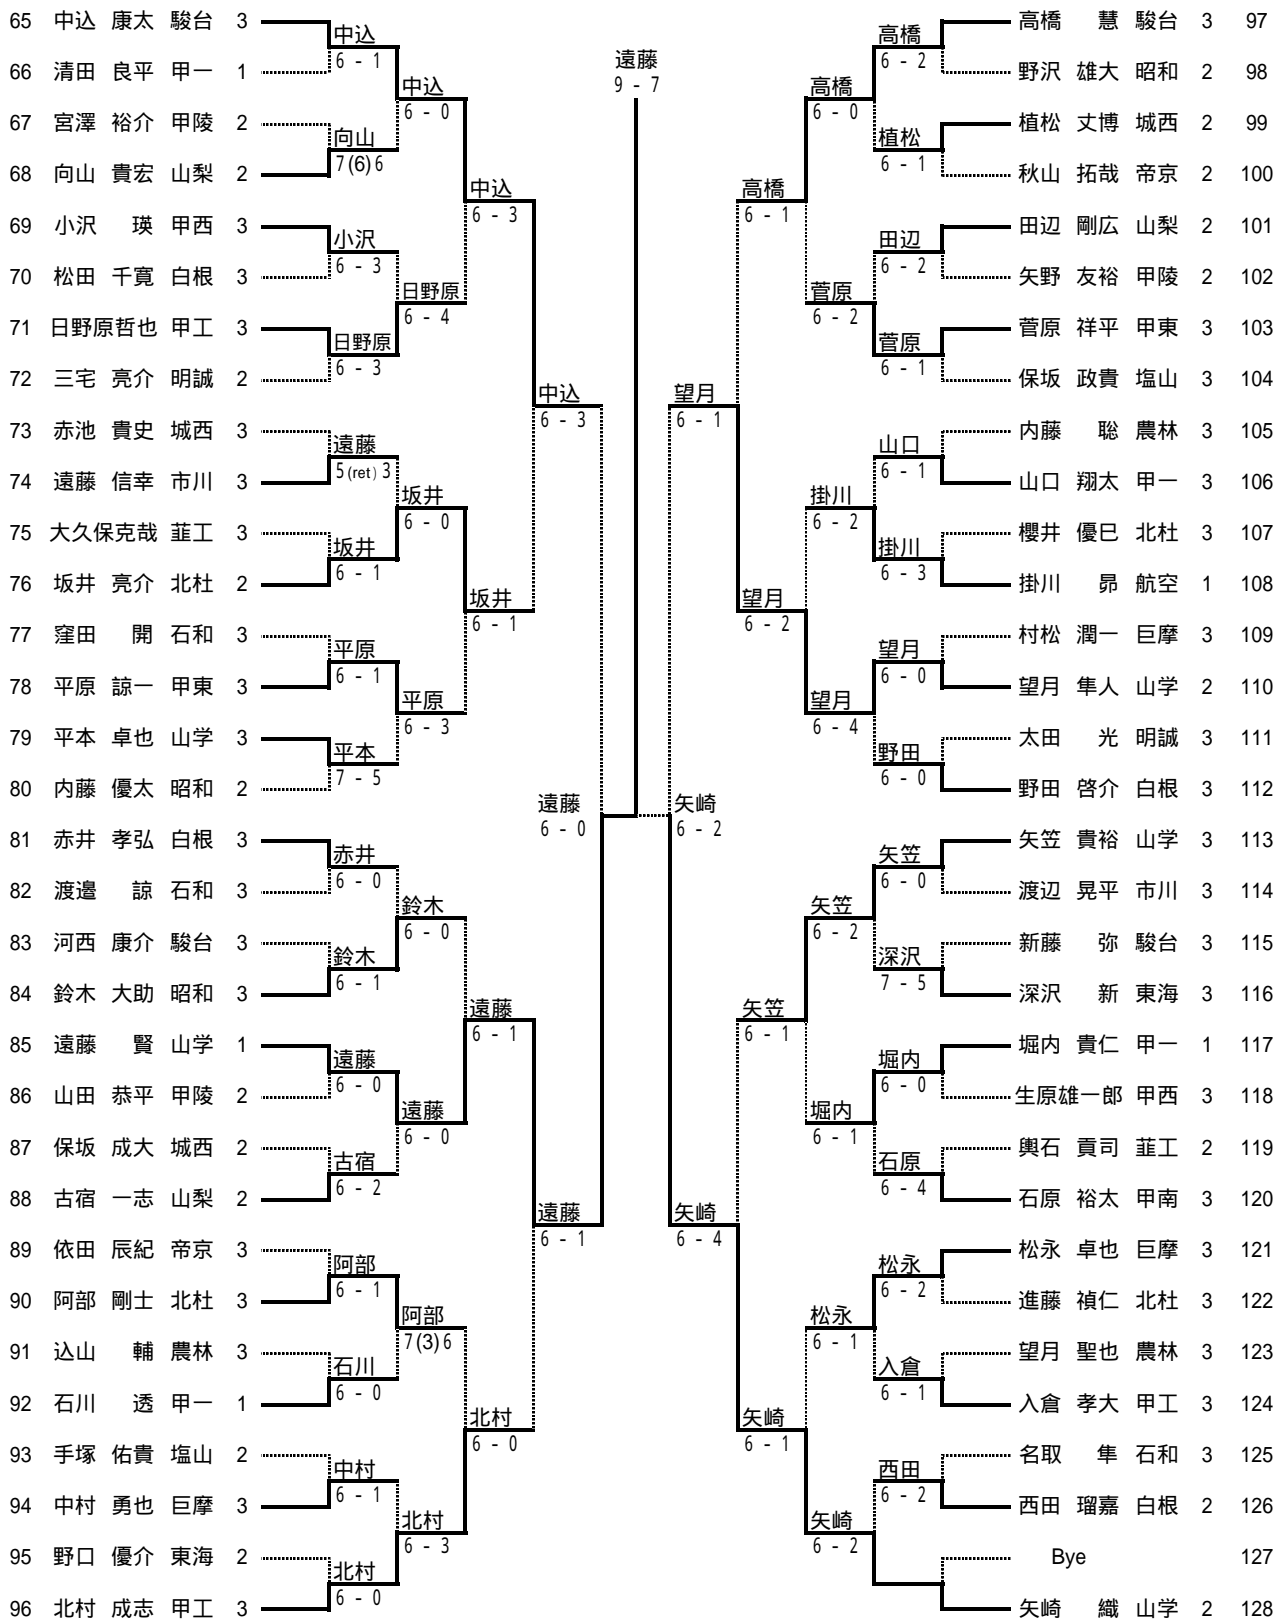 65 中込 康太 駿台 3
66 清田 良平 甲一 1
67 宮澤 裕介 甲陵 2
68 向山 貴宏 山梨 2
69 小沢 瑛 甲西 3
70 松田 千寛 白根 3
71 日野原哲也 甲工 3
72 三宅 亮介 明誠 2
73 赤池 貴史 城西 3
74 遠藤 信幸 市川 3
75 大久保克哉 韮工 3
76 坂井 亮介 北杜 2
77 窪田 開 石和 3
78 平原 諒一 甲東 3
79 平本 卓也 山学 3
80 内藤 優太 昭和 2
81 赤井 孝弘 白根 3
82 渡邉 諒 石和 3
83 河西 康介 駿台 3
84 鈴木 大助 昭和 3
85 遠藤 賢 山学 1
86 山田 恭平 甲陵 2
87 保坂 成大 城西 2
88 古宿 一志 山梨 2
89 依田 辰紀 帝京 3
90 阿部 剛士 北杜 3
91 込山 輔 農林 3
92 石川 透 甲一 1
93 手塚 佑貴 塩山 2
94 中村 勇也 巨摩 3
95 野口 優介 東海 2
96 北村 成志 甲工 3
中込
6 - 1
向山
7(6)6
小沢
6 - 3
日野原
6 - 3
遠藤
5(ret)3
坂井
6 - 1
平原
6 - 1
平本
7 - 5
赤井
6 - 0
鈴木
6 - 1
遠藤
6 - 0
古宿
6 - 2
阿部
6 - 1
石川
6 - 0
中村
6 - 1
北村
6 - 0
中込
6 - 0
日野原
6 - 4
坂井
6 - 0
平原
6 - 3
鈴木
6 - 0
遠藤
6 - 0
阿部
7(3)6
北村
6 - 3
中込
6 - 3
坂井
6 - 1
遠藤
6 - 1
北村
6 - 0
中込
6 - 3
遠藤
6 - 1
遠藤
6 - 0
遠藤
9 - 7
矢崎
6 - 2
望月
6 - 1
矢崎
6 - 4
高橋
6 - 1
望月
6 - 2
矢笠
6 - 1
矢崎
6 - 1
高橋
6 - 0
菅原
6 - 2
掛川
6 - 2
望月
6 - 4
矢笠
6 - 2
堀内
6 - 1
松永
6 - 1
矢崎
6 - 2
高橋
6 - 2
植松
6 - 1
田辺
6 - 2
菅原
6 - 1
山口
6 - 1
掛川
6 - 3
望月
6 - 0
野田
6 - 0
矢笠
6 - 0
深沢
7 - 5
堀内
6 - 0
石原
6 - 4
松永
6 - 2
入倉
6 - 1
西田
6 - 2
高橋 慧 駿台 3 97
野沢 雄大 昭和 2 98
植松 丈博 城西 2 99
秋山 拓哉 帝京 2 100
田辺 剛広 山梨 2 101
矢野 友裕 甲陵 2 102
菅原 祥平 甲東 3 103
保坂 政貴 塩山 3 104
内藤 聡 農林 3 105
山口 翔太 甲一 3 106
櫻井 優巳 北杜 3 107
掛川 昴 航空 1 108
村松 潤一 巨摩 3 109
望月 隼人 山学 2 110
太田 光 明誠 3 111
野田 啓介 白根 3 112
矢笠 貴裕 山学 3 113
渡辺 晃平 市川 3 114
新藤 弥 駿台 3 115
深沢 新 東海 3 116
堀内 貴仁 甲一 1 117
生原雄一郎 甲西 3 118
輿石 貢司 韮工 2 119
石原 裕太 甲南 3 120
松永 卓也 巨摩 3 121
進藤 禎仁 北杜 3 122
望月 聖也 農林 3 123
入倉 孝大 甲工 3 124
名取 隼 石和 3 125
西田 瑠嘉 白根 2 126
Bye 127
矢崎 織 山学 2 128